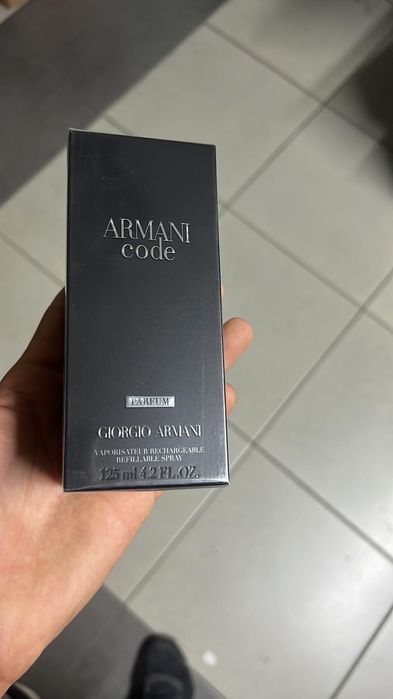 ARMANI
code
PARFUM
GIORGIO ARMANI
VAPORISATEUR RECHARGEABLE
REFILLABLE SPRAY
125 ml 4.2 FL.OZ.